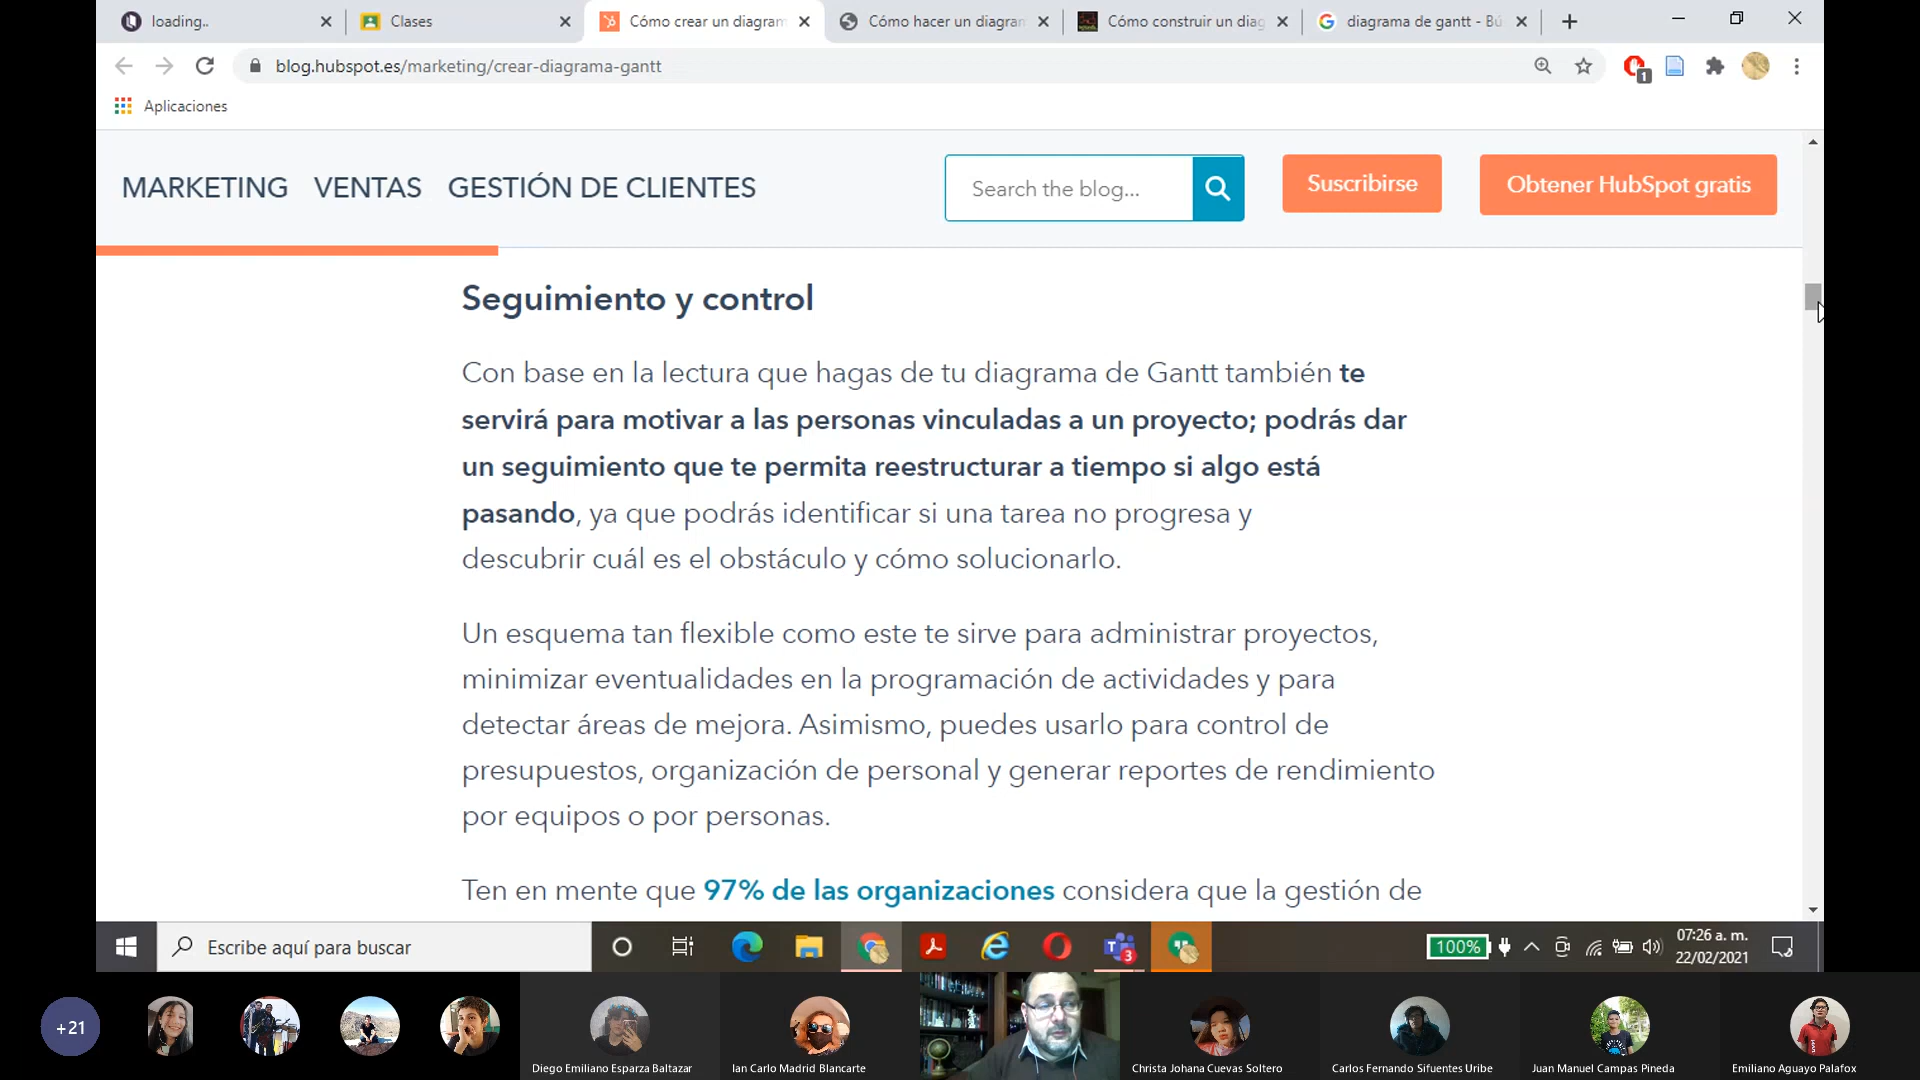 loading..
Clases
Cómo crear un diagram
Cómo hacer un diagram
Cómo construir un diag
diagrama de gantt - Bú
blog.hubspot.es/marketing/crear-diagrama-gantt
1
Aplicaciones
MARKETING VENTAS GESTIÓN DE CLIENTES
Search the blog...
Suscribirse
Obtener HubSpot gratis
Seguimiento y control
Con base en la lectura que hagas de tu diagrama de Gantt también te
servirá para motivar a las personas vinculadas a un proyecto; podrás dar
un seguimiento que te permita reestructurar a tiempo si algo está
pasando, ya que podrás identificar si una tarea no progresa y
descubrir cuál es el obstáculo y cómo solucionarlo.
Un esquema tan flexible como este te sirve para administrar proyectos,
minimizar eventualidades en la programación de actividades y para
detectar áreas de mejora. Asimismo, puedes usarlo para control de
presupuestos, organización de personal y generar reportes de rendimiento
por equipos o por personas.
Ten en mente que 97% de las organizaciones considera que la gestión de
Escribe aquí para buscar
3
100%
07:26 a. m.
22/02/2021
+21
Diego Emiliano Esparza Baltazar
Ian Carlo Madrid Blancarte
Christa Johana Cuevas Soltero
Carlos Fernando Sifuentes Uribe
Juan Manuel Campas Pineda
Emiliano Aguayo Palafox